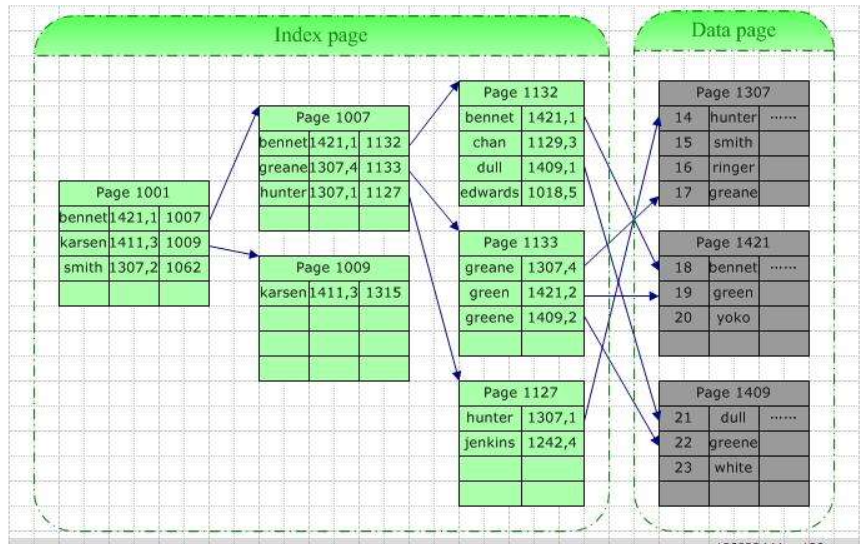 Index page
Data page
Page 1001
bennet 1421,1 1007
karsen 1411,3 1009
smith 1307,2 1062
Page 1007
bennet 1421,1 1132
greane 1307,4 1133
hunter 1307,1 1127
Page 1009
karsen 1411,3 1315
Page 1132
bennet 1421,1
chan 1129,3
dull 1409,1
edwards 1018,5
Page 1133
greane 1307,4
green 1421,2
greene 1409,2
Page 1127
hunter 1307,1
jenkins 1242,4
Page 1307
14 hunter ······
15 smith
16 ringer
17 greane
Page 1421
18 bennet ······
19 green
20 yoko
Page 1409
21 dull ······
22 greene
23 white